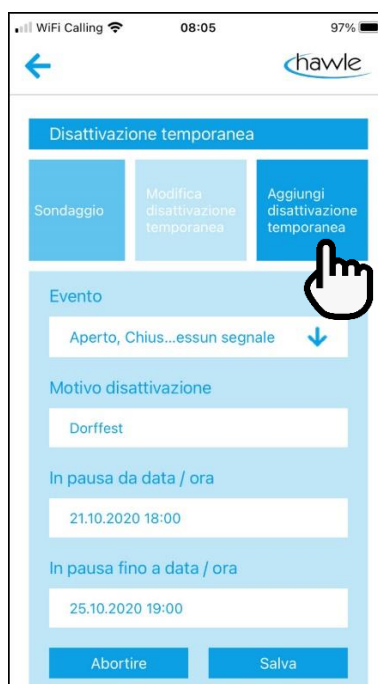 WiFi Calling 08:05 97%
hawle
Disattivazione temporanea
Sondaggio
Modifica
disattivazione
temporanea
Aggiungi
disattivazione
temporanea
Evento
Aperto, Chius...essun segnale
Motivo disattivazione
Dorffest
In pausa da data / ora
21.10.2020 18:00
In pausa fino a data / ora
25.10.2020 19:00
Abortire Salva